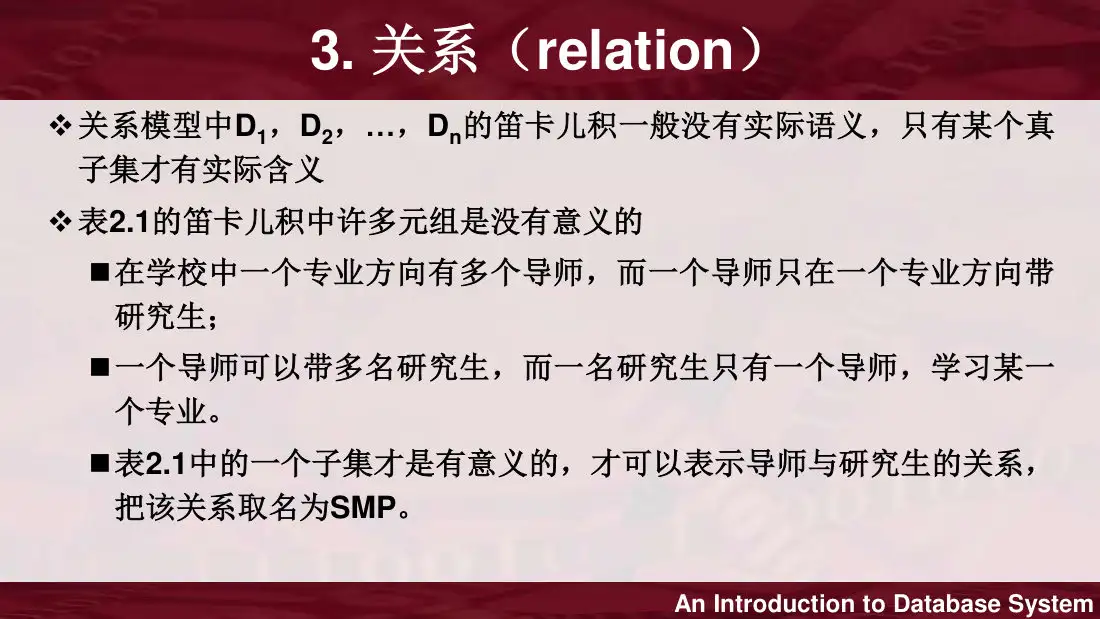 3. 关系（relation）
❖关系模型中D1，D2，…，Dn的笛卡儿积一般没有实际语义，只有某个真
子集才有实际含义
❖表2.1的笛卡儿积中许多元组是没有意义的
■在学校中一个专业方向有多个导师，而一个导师只在一个专业方向带
研究生；
■一个导师可以带多名研究生，而一名研究生只有一个导师，学习某一
个专业。
■表2.1中的一个子集才是有意义的，才可以表示导师与研究生的关系，
把该关系取名为SMP。
An Introduction to Database System